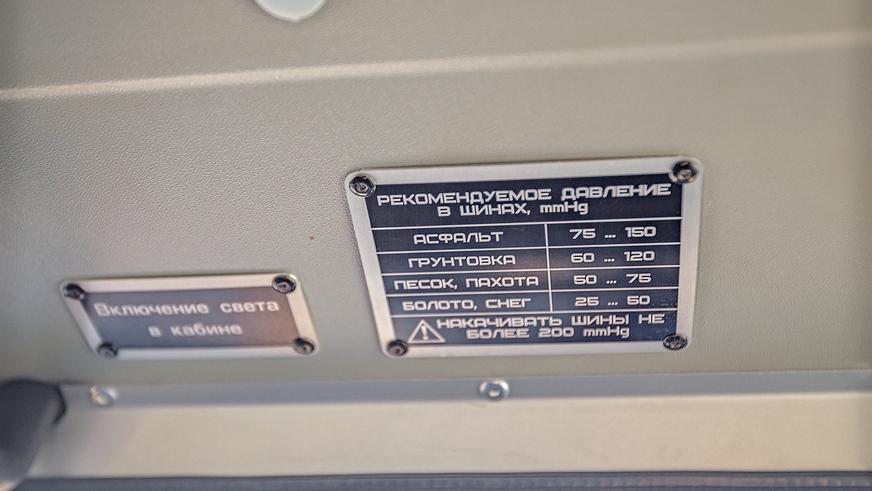 РЕКОМЕНДУЕМОЕ ДАВЛЕНИЕ
В ШИНАХ, mmHg
АСФАЛЬТ 75 ... 150
ГРУНТОВКА 60 ... 120
ПЕСОК, ПАХОТА 50 ... 75
БОЛОТО, СНЕГ 25 ... 50
НАКАЧИВАТЬ ШИНЫ НЕ
БОЛЕЕ 200 mmHg
Включение света
в кабине